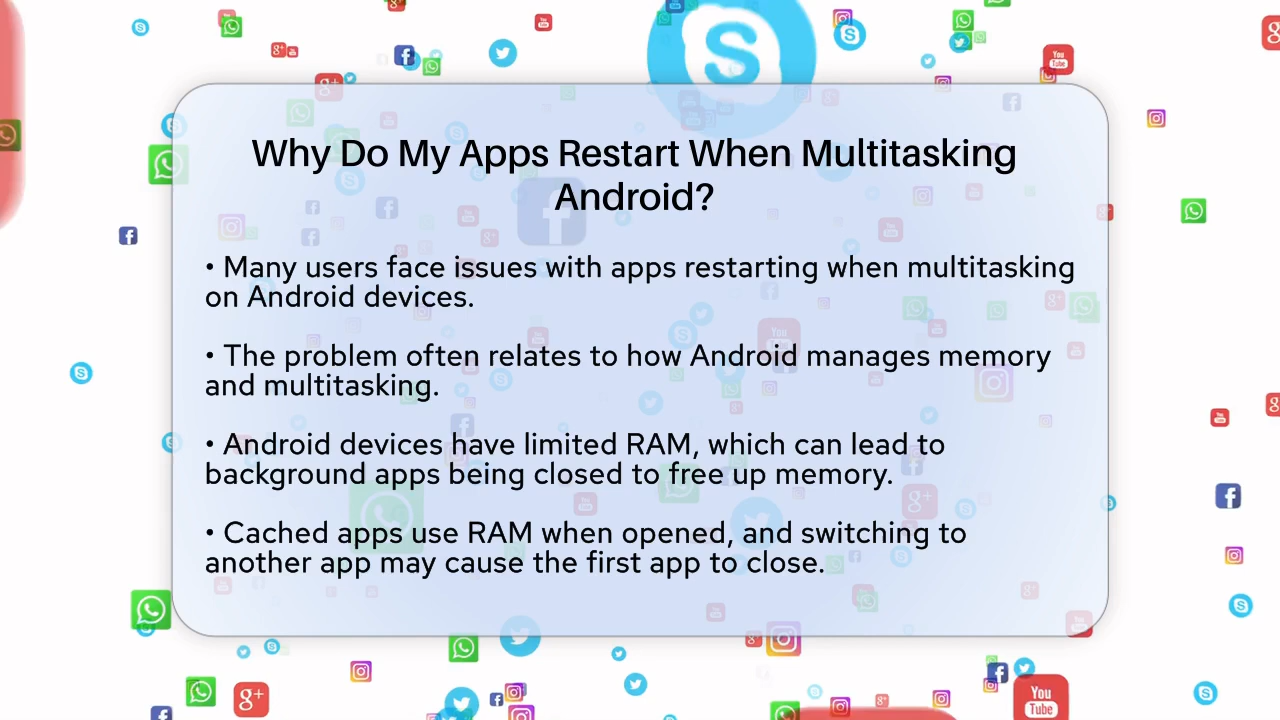 Why Do My Apps Restart When Multitasking
Android?
• Many users face issues with apps restarting when multitasking
on Android devices.
• The problem often relates to how Android manages memory
and multitasking.
• Android devices have limited RAM, which can lead to
background apps being closed to free up memory.
• Cached apps use RAM when opened, and switching to
another app may cause the first app to close.